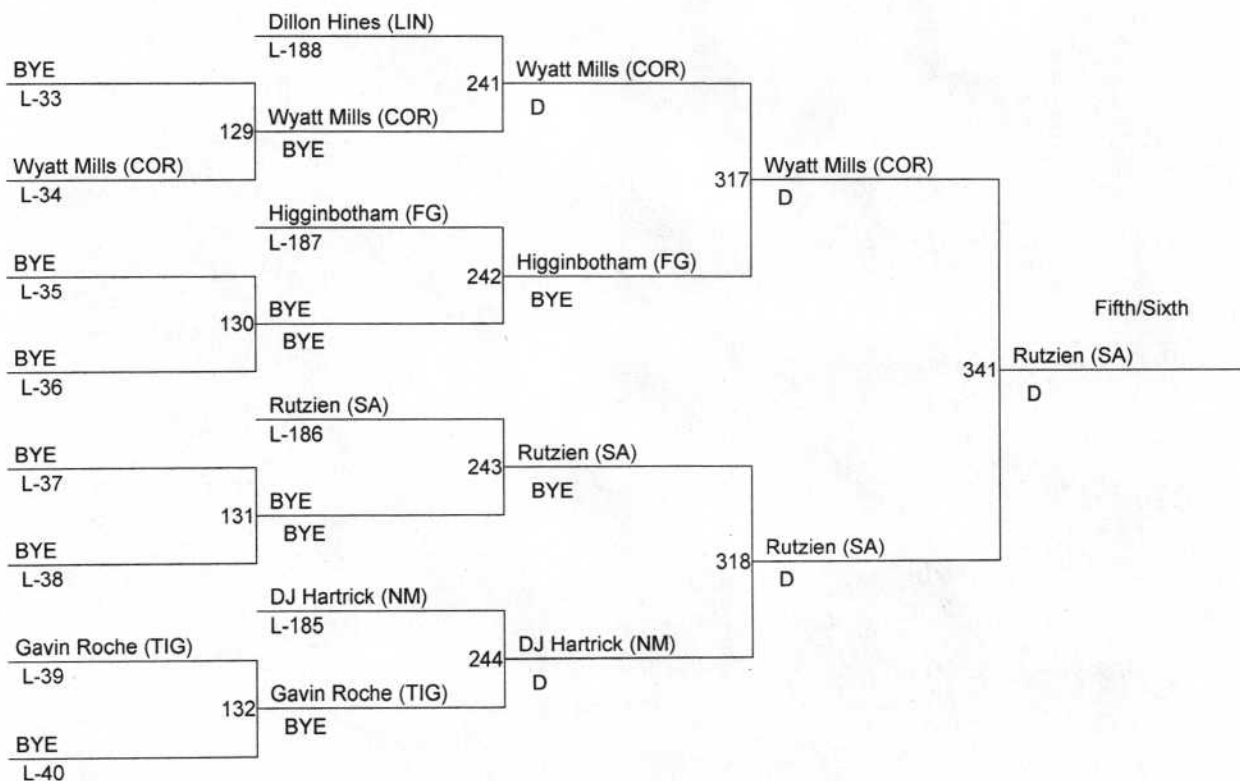 Dillon Hines (LIN)
L-188
BYE
L-33
241
Wyatt Mills (COR)
D
129
Wyatt Mills (COR)
BYE
Wyatt Mills (COR)
L-34
317
Wyatt Mills (COR)
D
Higginbotham (FG)
L-187
BYE
L-35
242
Higginbotham (FG)
BYE
130
BYE
BYE
BYE
L-36
Fifth/Sixth
341
Rutzien (SA)
D
Rutzien (SA)
L-186
BYE
L-37
243
Rutzien (SA)
BYE
131
BYE
BYE
BYE
L-38
318
Rutzien (SA)
D
DJ Hartrick (NM)
L-185
Gavin Roche (TIG)
L-39
244
DJ Hartrick (NM)
D
132
Gavin Roche (TIG)
BYE
BYE
L-40